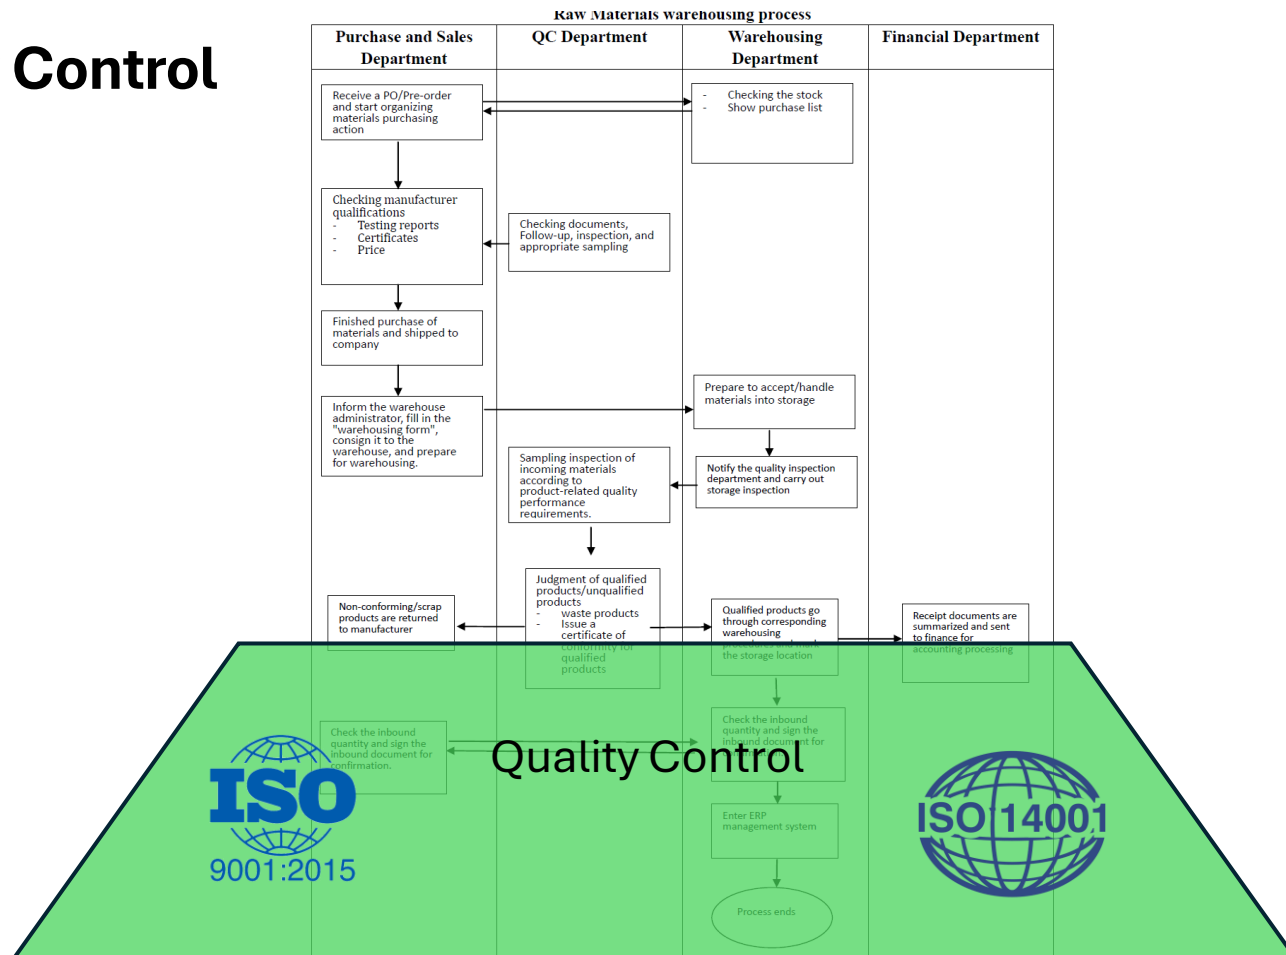 Raw Materials warehousing process
Control
Purchase and Sales
Department
QC Department
Warehousing
Department
Financial Department
Receive a PO/Pre-order
and start organizing
materials purchasing
action
- Checking the stock
- Show purchase list
Checking manufacturer
qualifications
- Testing reports
- Certificates
- Price
Checking documents,
Follow-up, inspection, and
appropriate sampling
Finished purchase of
materials and shipped to
company
Inform the warehouse
administrator, fill in the
"warehousing form",
consign it to the
warehouse, and prepare
for warehousing.
Prepare to accept/handle
materials into storage
Sampling inspection of
incoming materials
according to
product-related quality
performance
requirements.
Notify the quality inspection
department and carry out
storage inspection
Non-conforming/scrap
products are returned
to manufacturer
Judgment of qualified
products/unqualified
products
- waste products
- Issue a
certificate of
conformity for
qualified
products
Qualified products go
through corresponding
warehousing
procedures and mark
the storage location
Receipt documents are
summarized and sent
to finance for
accounting processing
Check the inbound
quantity and sign the
inbound document for
confirmation.
Check the inbound
quantity and sign the
inbound document for
Quality Control
Enter ERP
management system
Process ends
ISO
9001:2015
ISO 14001